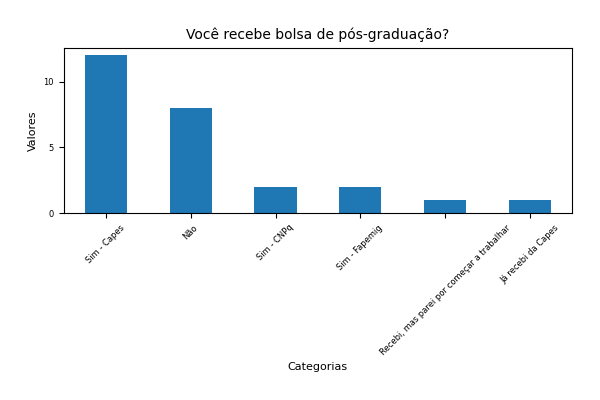 Você recebe bolsa de pós-graduação?
Valores
10
5
0
Sim - Capes
Não
Sim - CNPq
Sim - Fapemig
Recebi, mas parei por começar a trabalhar
Já recebi da Capes
Categorias